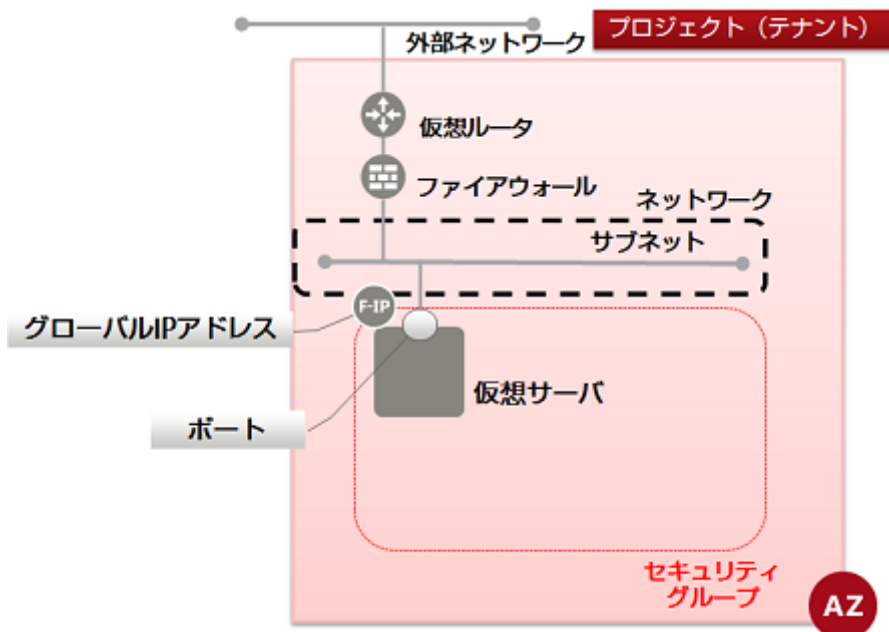 プロジェクト（テナント）
外部ネットワーク
仮想ルータ
ファイアウォール
ネットワーク
サブネット
F-IP
グローバルIPアドレス
仮想サーバ
ポート
セキュリティ
グループ
AZ